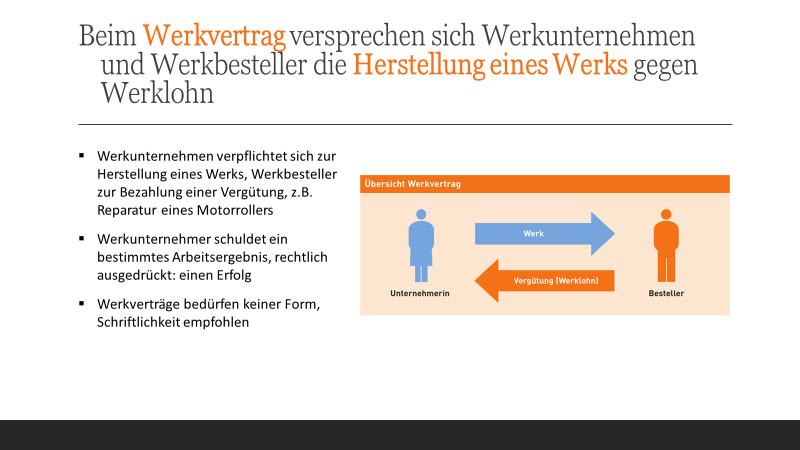 Beim Werkvertrag versprechen sich Werkunternehmen
und Werkbesteller die Herstellung eines Werks gegen
Werklohn
▪ Werkunternehmen verpflichtet sich zur
Herstellung eines Werks, Werkbesteller
zur Bezahlung einer Vergütung, z.B.
Reparatur eines Motorrollers
▪ Werkunternehmer schuldet ein
bestimmtes Arbeitsergebnis, rechtlich
ausgedrückt: einen Erfolg
▪ Werkverträge bedürfen keiner Form,
Schriftlichkeit empfohlen
Übersicht Werkvertrag
Werk
Vergütung (Werklohn)
Unternehmerin
Besteller